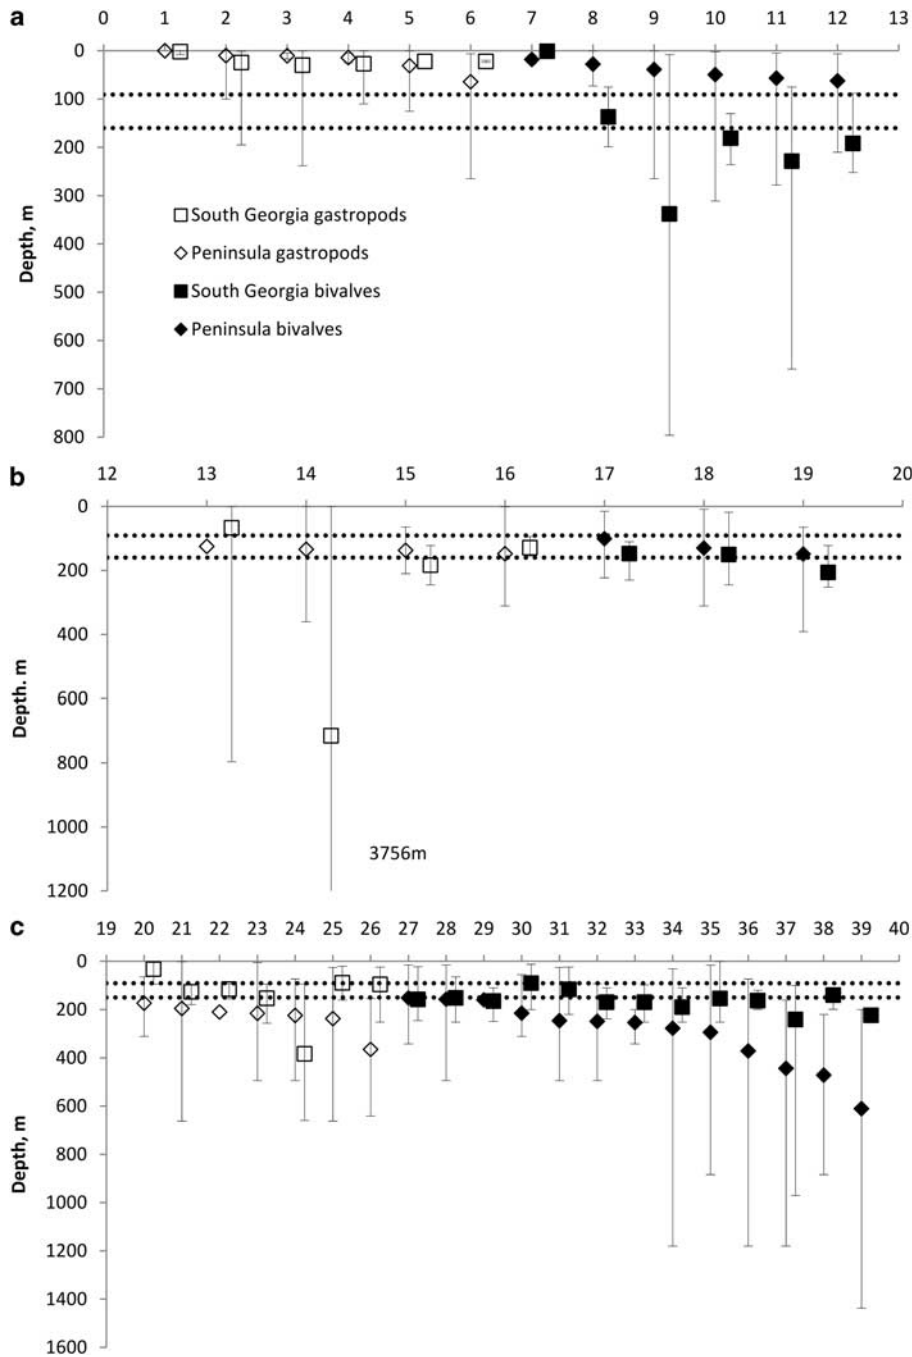 a
0 1 2 3 4 5 6 7 8 9 10 11 12 13
0
100
200
300
400
500
600
700
800
Depth, m
South Georgia gastropods
Peninsula gastropods
South Georgia bivalves
Peninsula bivalves
b
12 13 14 15 16 17 18 19 20
0
200
400
600
800
1000
1200
Depth. m
3756m
c
19 20 21 22 23 24 25 26 27 28 29 30 31 32 33 34 35 36 37 38 39 40
0
200
400
600
800
1000
1200
1400
1600
Depth, m